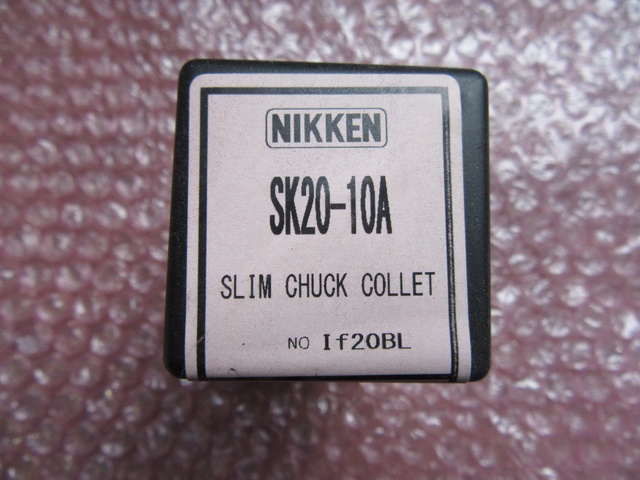 NIKKEN
SK20-10A
SLIM CHUCK COLLET
NO If20BL